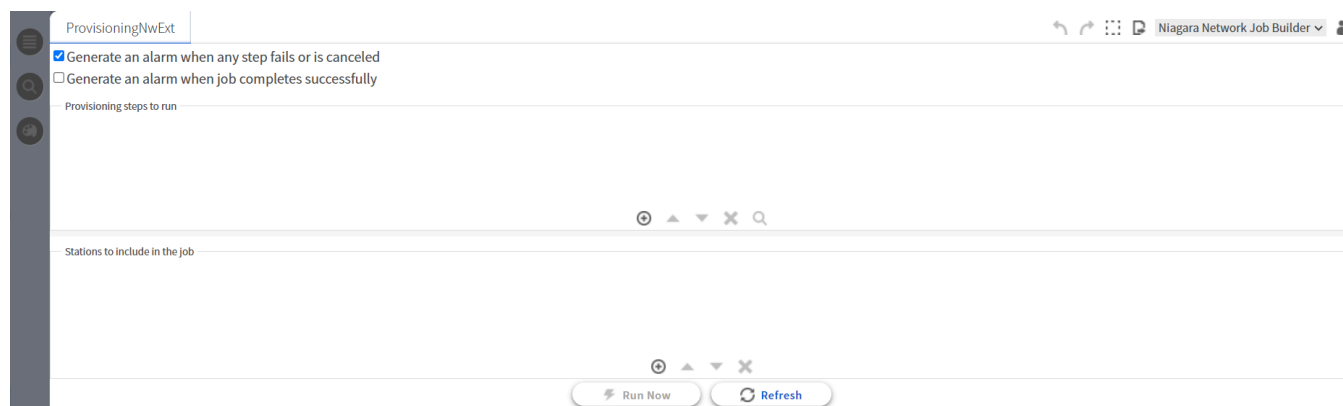 ProvisioningNwExt
Niagara Network Job Builder
Generate an alarm when any step fails or is canceled
Generate an alarm when job completes successfully
Provisioning steps to run
Stations to include in the job
Run Now
Refresh